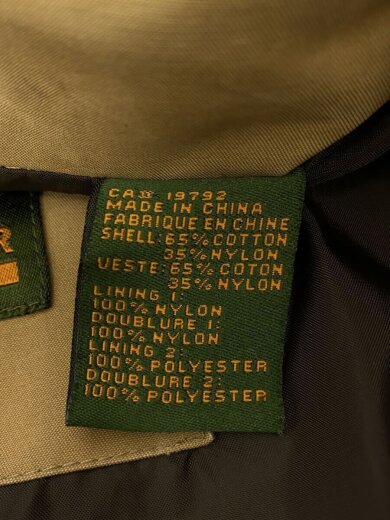 CA 19792
MADE IN CHINA
FABRIQUE EN CHINE
SHELL: 65% COTTON
35% NYLON
VESTE: 65% COTON
35% NYLON
LINING 1:
100% NYLON
DOUBLURE 1:
100% NYLON
LINING 2:
100% POLYESTER
DOUBLURE 2:
100% POLYESTER
R